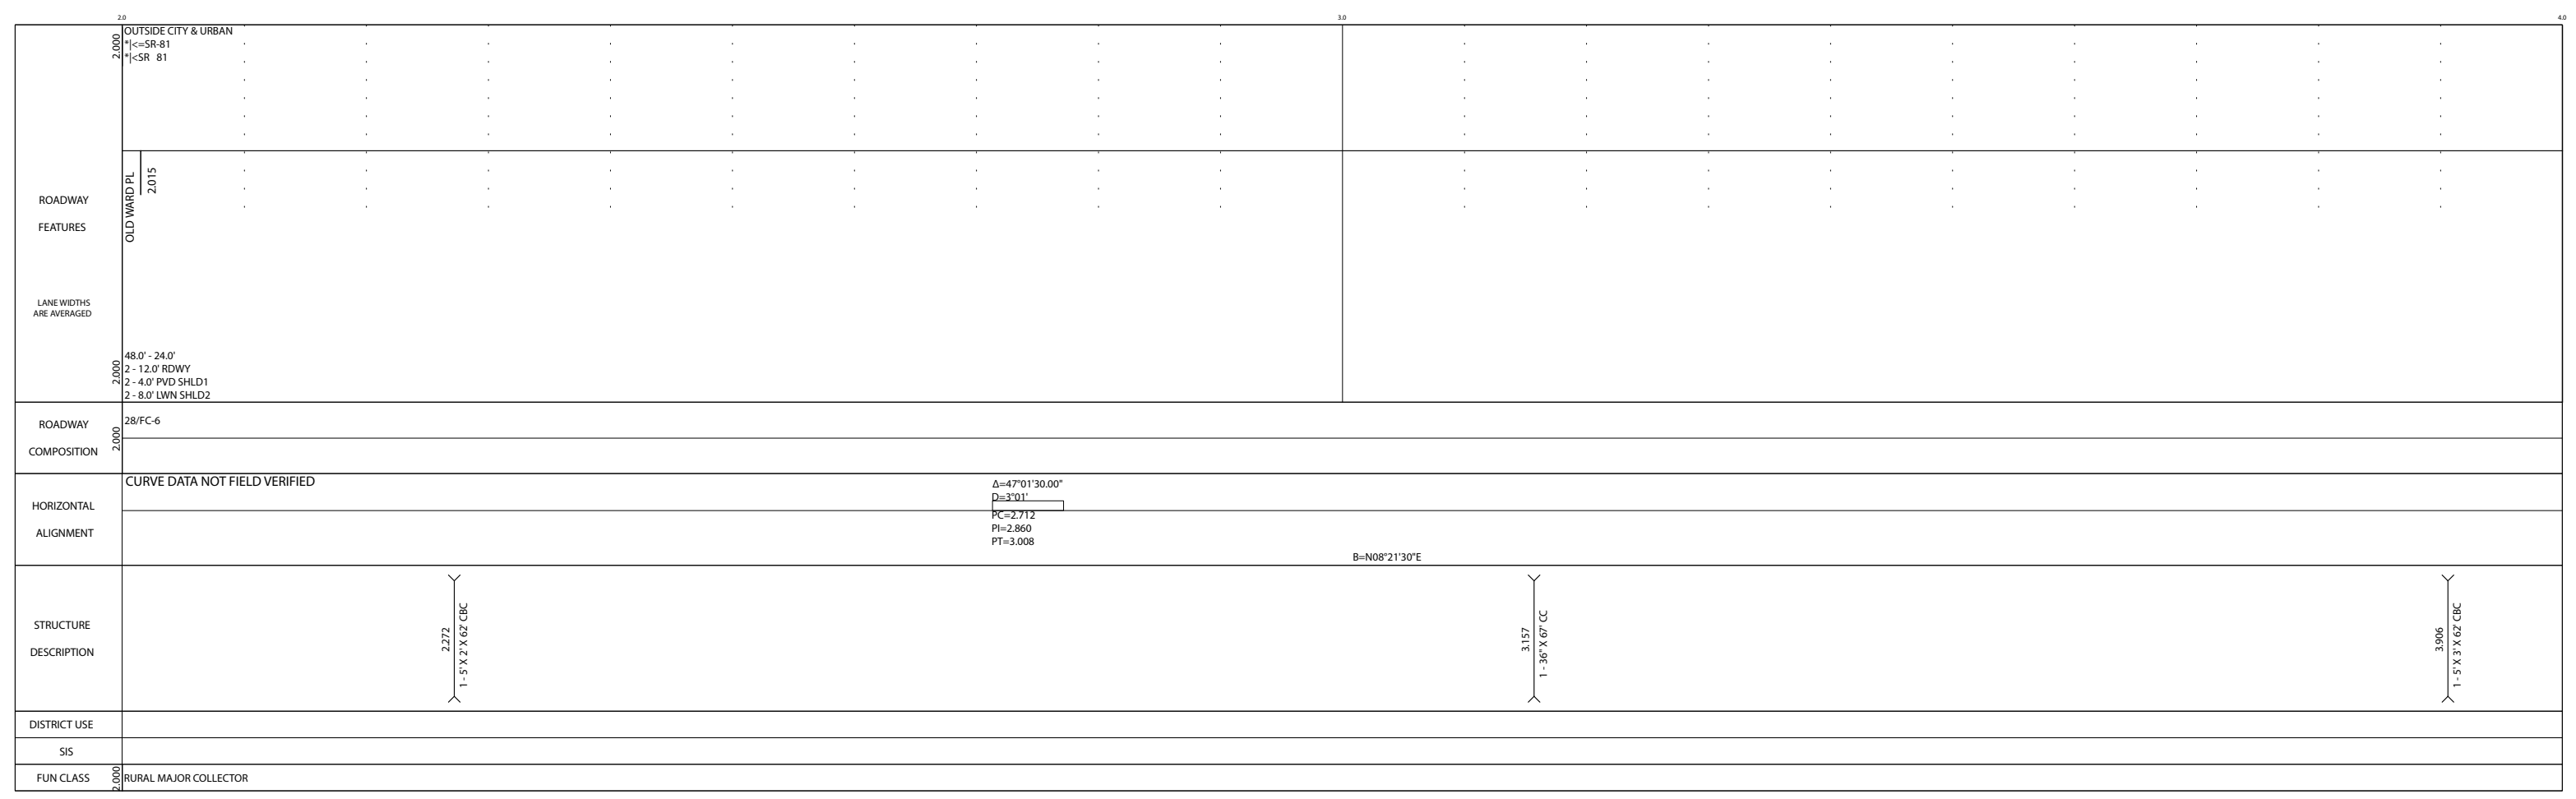 2.0
3.0
4.0
2.000
OUTSIDE CITY & URBAN
*|<=SR-81
*|<SR 81
ROADWAY
FEATURES
OLD WARD PL
2.015
LANE WIDTHS
ARE AVERAGED
2.000
48.0' - 24.0'
2 - 12.0' RDWY
2 - 4.0' PVD SHLD1
2 - 8.0' LWN SHLD2
ROADWAY
COMPOSITION
2.000
28/FC-6
HORIZONTAL
ALIGNMENT
CURVE DATA NOT FIELD VERIFIED
Δ=47°01'30.00"
D=3°01'
PC=2.712
PI=2.860
PT=3.008
B=N08°21'30"E
STRUCTURE
DESCRIPTION
2.272
1 - 5' X 2' X 62' CBC
3.157
1 - 36" X 67' CC
3.906
1 - 5' X 3' X 62' CBC
DISTRICT USE
SIS
FUN CLASS
2.000
RURAL MAJOR COLLECTOR